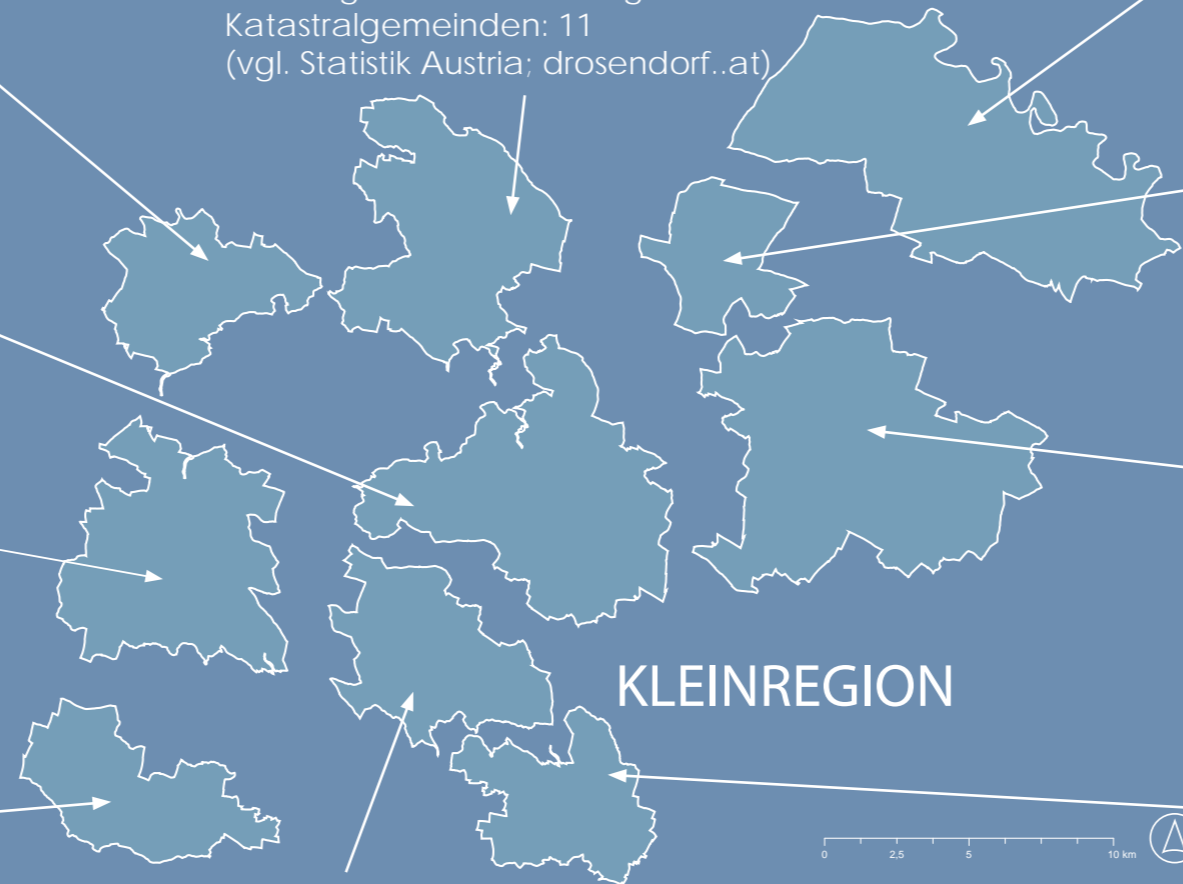 Katastralgemeinden: 11
(vgl. Statistik Austria; drosendorf..at)
KLEINREGION
0 2,5 5 10 km